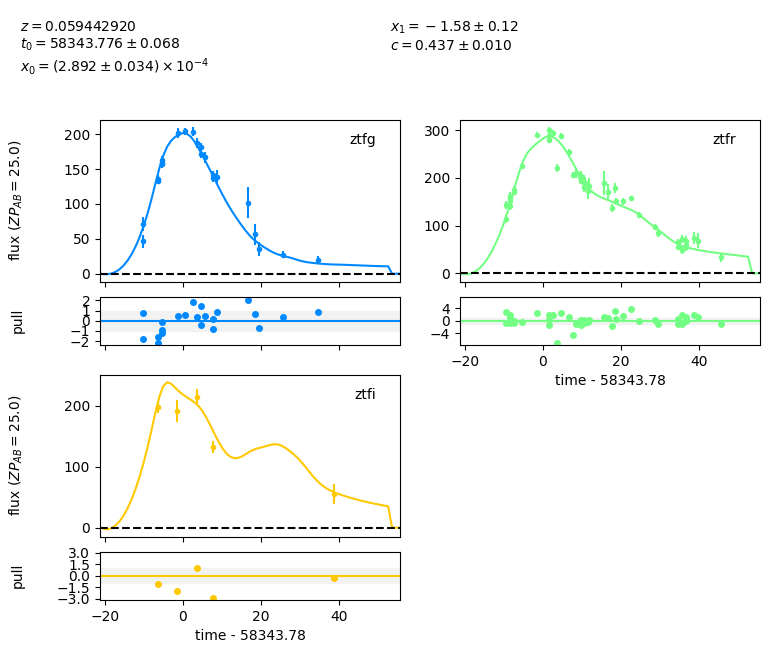 z = 0.059442920
t₀ = 58343.776 ± 0.068
x₀ = (2.892 ± 0.034) × 10⁻⁴
x₁ = −1.58 ± 0.12
c = 0.437 ± 0.010
ztfg
flux (ZP_AB = 25.0)
200
150
100
50
0
pull
2
1
0
−1
−2
ztfr
300
200
100
0
4
0
−4
−20
0
20
40
time - 58343.78
ztfi
flux (ZP_AB = 25.0)
200
100
0
pull
3.0
1.5
0.0
−1.5
−3.0
−20
0
20
40
time - 58343.78